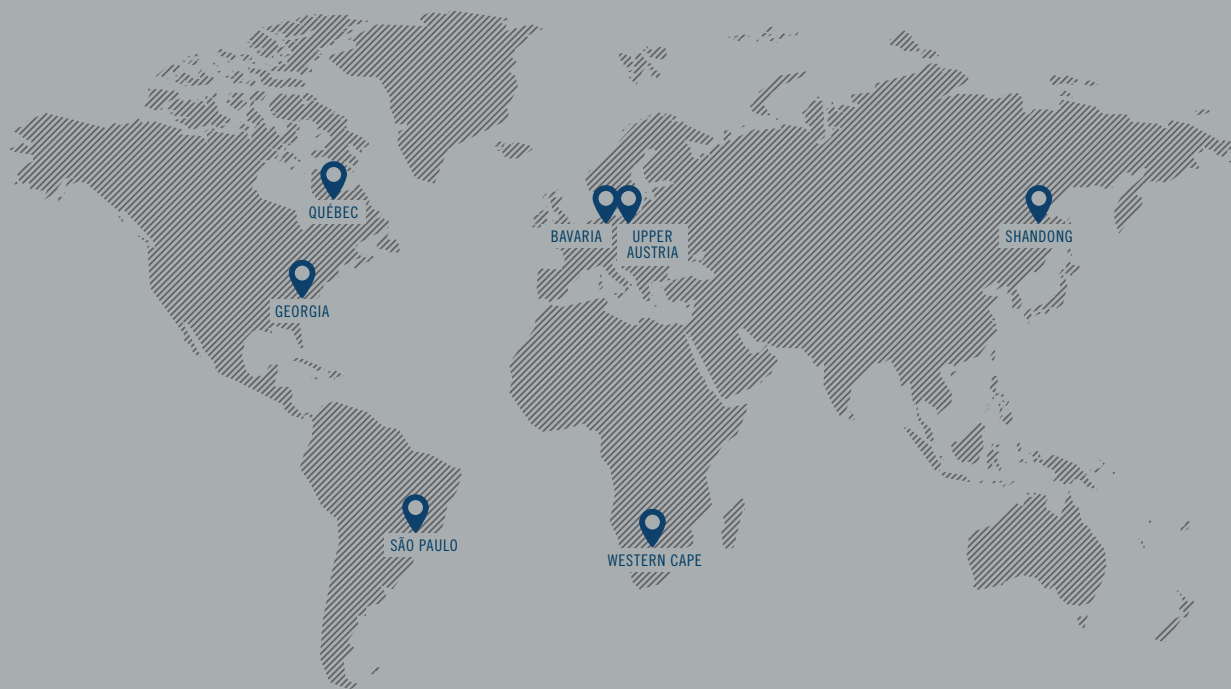 QUÉBEC
BAVARIA
UPPER
AUSTRIA
SHANDONG
GEORGIA
SÃO PAULO
WESTERN CAPE